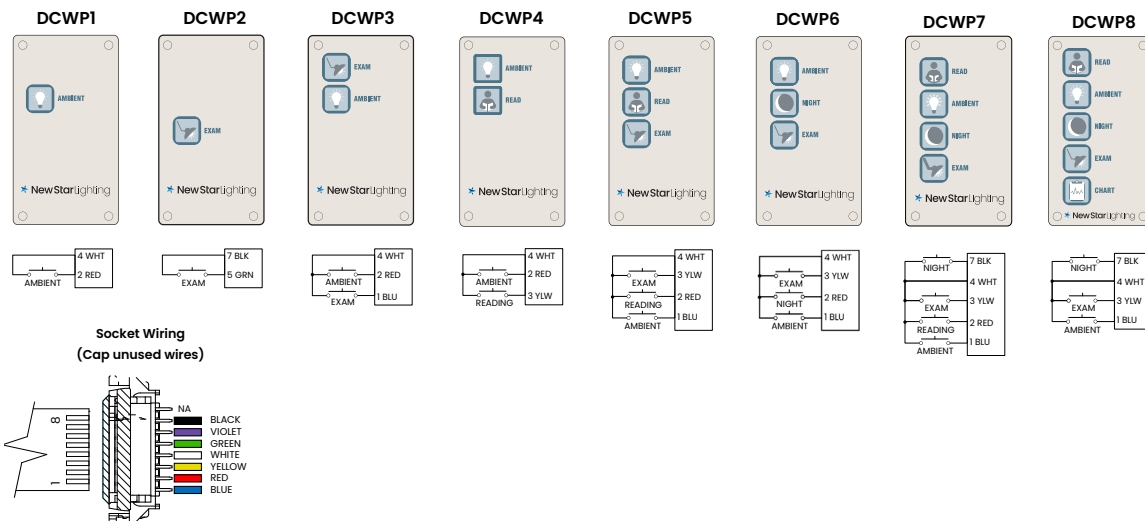 DCWP1
DCWP2
DCWP3
DCWP4
DCWP5
DCWP6
DCWP7
DCWP8
AMBIENT
NewStarLighting
EXAM
NewStarLighting
EXAM
AMBIENT
NewStarLighting
AMBIENT
READ
NewStarLighting
AMBIENT
READ
EXAM
NewStarLighting
AMBIENT
NIGHT
EXAM
NewStarLighting
READ
AMBIENT
NIGHT
EXAM
NewStarLighting
READ
AMBIENT
NIGHT
EXAM
CHART
NewStarLighting
4 WHT
2 RED
AMBIENT
7 BLK
5 GRN
EXAM
4 WHT
2 RED
AMBIENT
1 BLU
EXAM
4 WHT
2 RED
AMBIENT
3 YLW
READING
4 WHT
3 YLW
EXAM
2 RED
READING
1 BLU
AMBIENT
4 WHT
3 YLW
EXAM
2 RED
NIGHT
1 BLU
AMBIENT
7 BLK
NIGHT
4 WHT
3 YLW
EXAM
2 RED
READING
1 BLU
AMBIENT
7 BLK
NIGHT
4 WHT
3 YLW
EXAM
1 BLU
AMBIENT
Socket Wiring
(Cap unused wires)
8
1
NA
BLACK
VIOLET
GREEN
WHITE
YELLOW
RED
BLUE